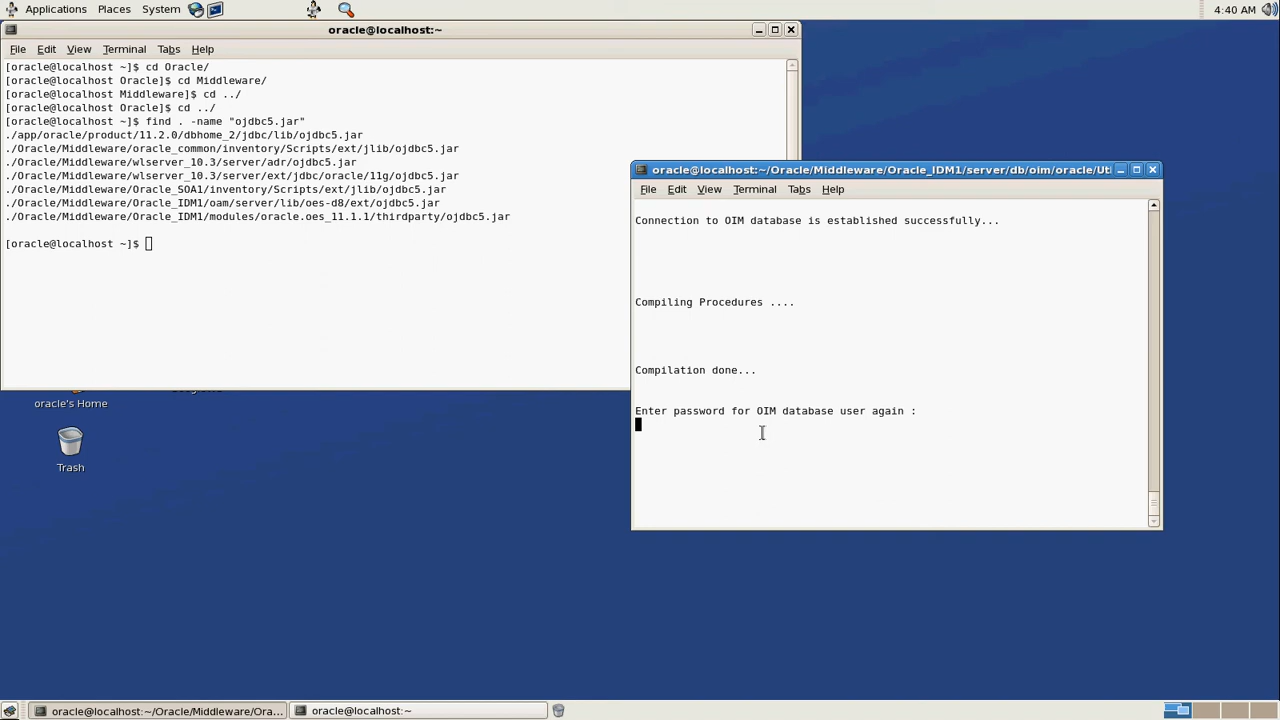 Applications Places System 4:40 AM
oracle@localhost:~
File Edit View Terminal Tabs Help
[oracle@localhost ~]$ cd Oracle/
[oracle@localhost Oracle]$ cd Middleware/
[oracle@localhost Middleware]$ cd ../
[oracle@localhost Oracle]$ cd ../
[oracle@localhost ~]$ find . -name "ojdbc5.jar"
./app/oracle/product/11.2.0/dbhome_2/jdbc/lib/ojdbc5.jar
./Oracle/Middleware/oracle_common/inventory/Scripts/ext/jlib/ojdbc5.jar
./Oracle/Middleware/wlserver_10.3/server/adr/ojdbc5.jar
./Oracle/Middleware/wlserver_10.3/server/ext/jdbc/oracle/11g/ojdbc5.jar
./Oracle/Middleware/Oracle_SOA1/inventory/Scripts/ext/jlib/ojdbc5.jar
./Oracle/Middleware/Oracle_IDM1/oam/server/lib/oes-d8/ext/ojdbc5.jar
./Oracle/Middleware/Oracle_IDM1/modules/oracle.oes_11.1.1/thirdparty/ojdbc5.jar
[oracle@localhost ~]$
oracle@localhost:~/Oracle/Middleware/Oracle_IDM1/server/db/oim/oracle/Uti
File Edit View Terminal Tabs Help
Connection to OIM database is established successfully...
Compiling Procedures ....
Compilation done...
Enter password for OIM database user again :
oracle's Home
Trash
oracle@localhost:~/Oracle/Middleware/Ora... oracle@localhost:~